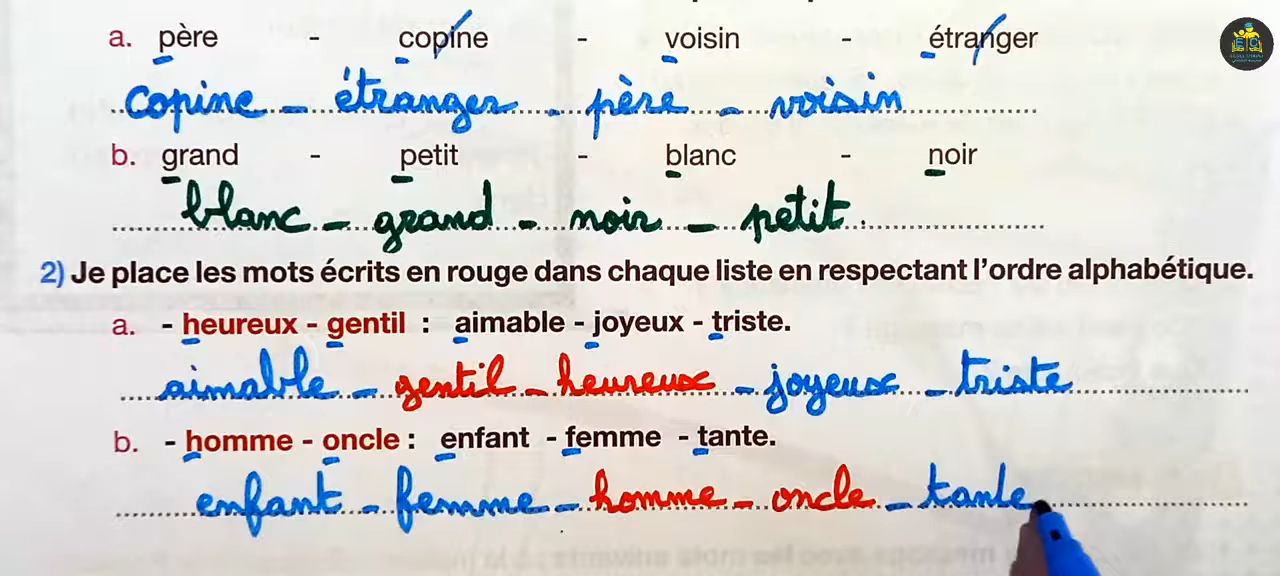 a. père - copine - voisin - étranger
copine - étranger - père - voisin
b. grand - petit - blanc - noir
blanc - grand - noir - petit.
2) Je place les mots écrits en rouge dans chaque liste en respectant l'ordre alphabétique.
a. - heureux - gentil : aimable - joyeux - triste.
aimable - gentil - heureux - joyeux - triste
b. - homme - oncle : enfant - femme - tante.
enfant - femme - homme - oncle - tante